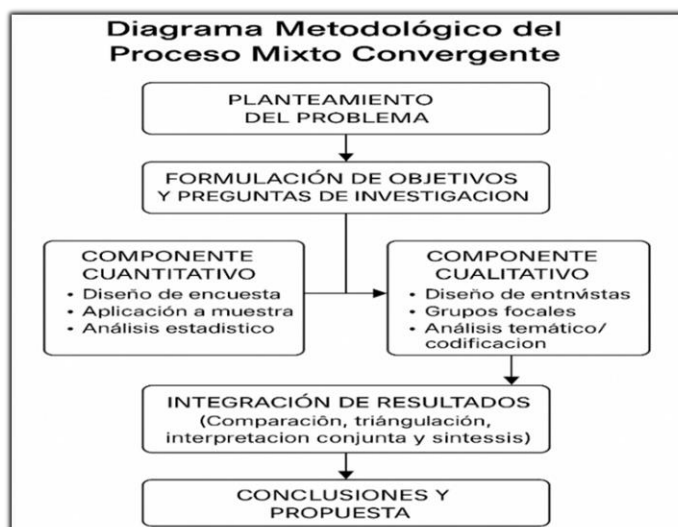 Diagrama Metodológico del
Proceso Mixto Convergente
PLANTEAMIENTO
DEL PROBLEMA
FORMULACIÓN DE OBJETIVOS
Y PREGUNTAS DE INVESTIGACION
COMPONENTE
CUANTITATIVO
• Diseño de encuesta
• Aplicación a muestra
• Análisis estadistico
COMPONENTE
CUALITATIVO
• Diseño de entnvístas
• Grupos focales
• Análisis temático/
codificacion
INTEGRACIÓN DE RESULTADOS
(Comparaciôn, triángulación,
interpretacion conjunta y sintessis)
CONCLUSIONES Y
PROPUESTA